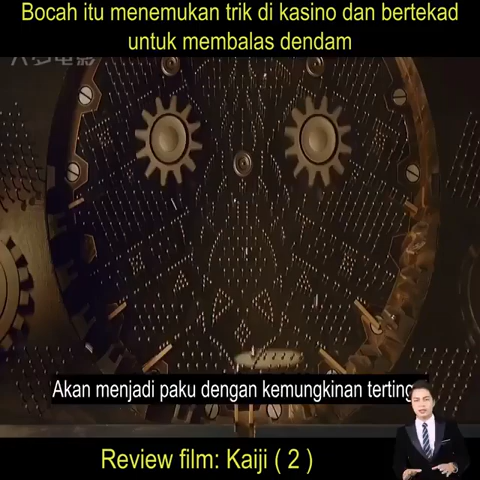 Bocah itu menemukan trik di kasino dan bertekad
untuk membalas dendam
Akan menjadi paku dengan kemungkinan terting
Review film: Kaiji ( 2 )